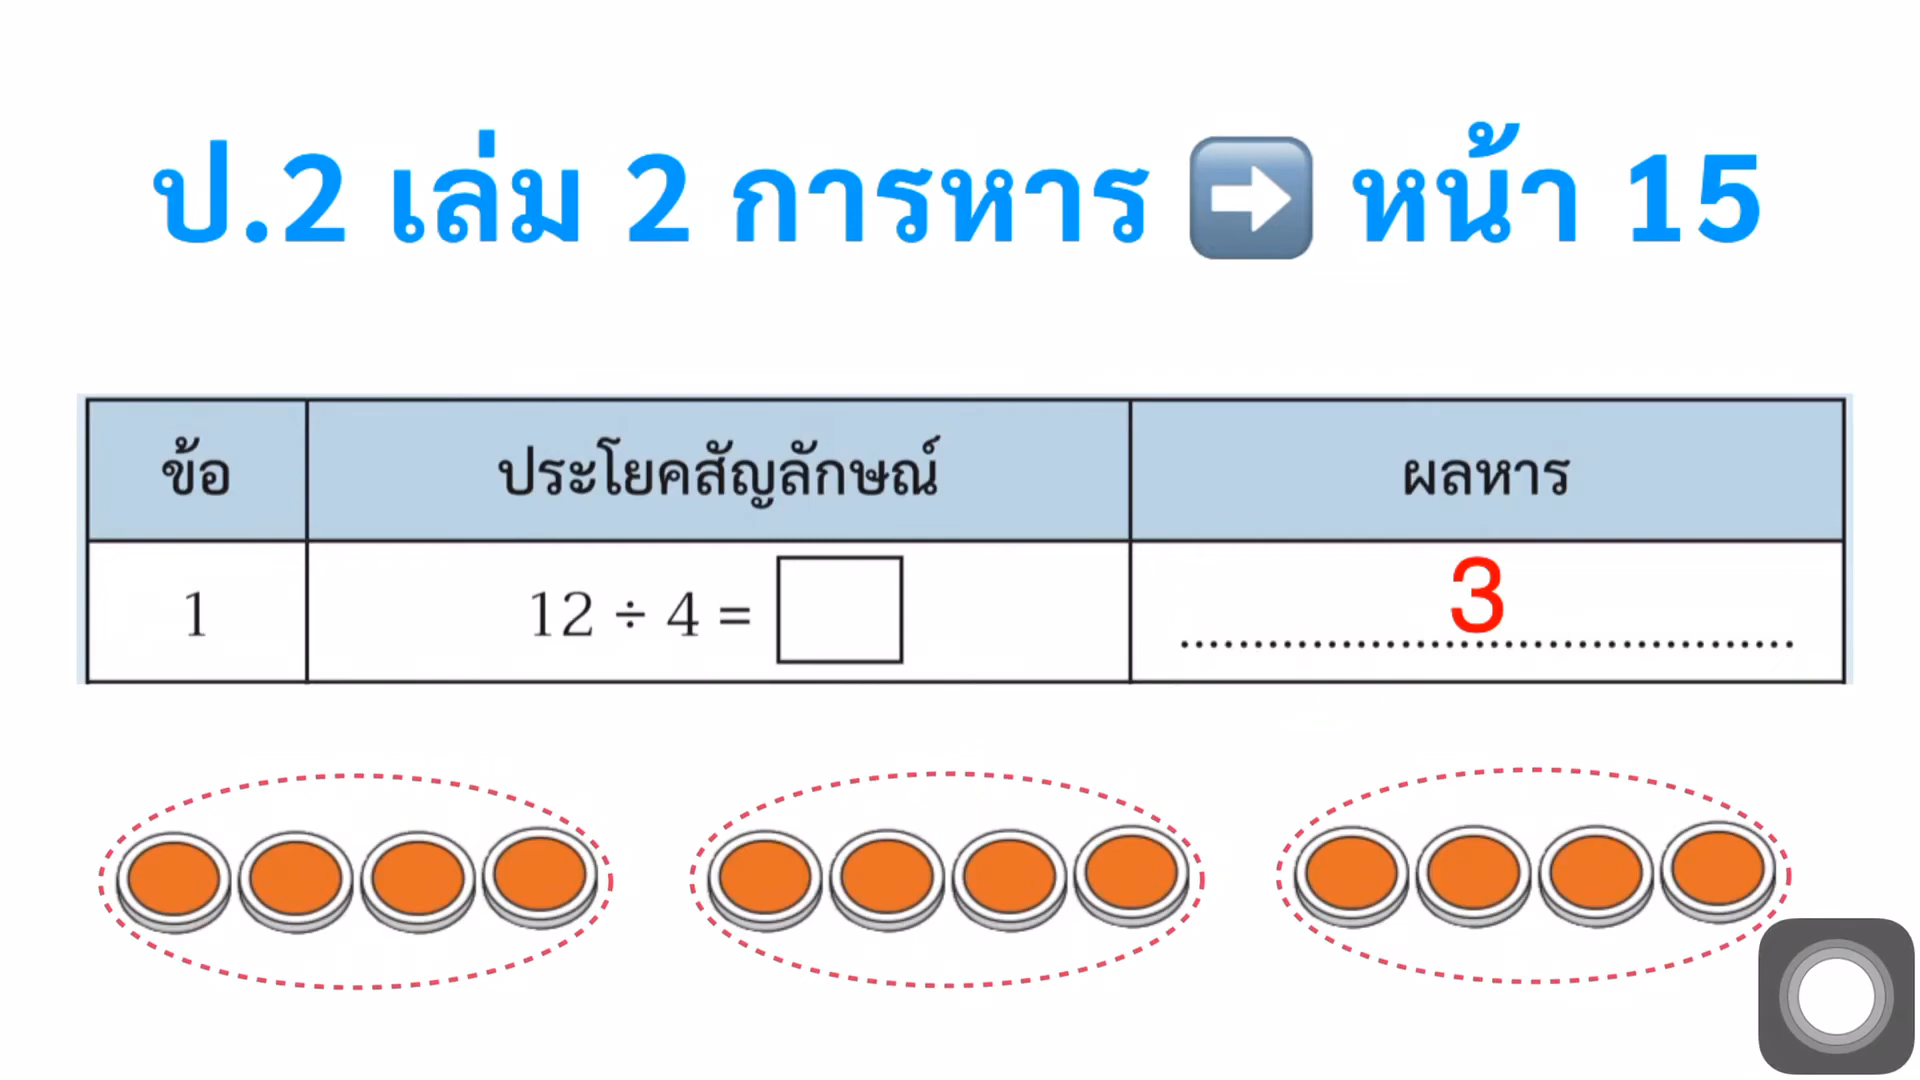 ป.2 เล่ม 2 การหาร ➡️ หน้า 15
ข้อ ประโยคสัญลักษณ์ ผลหาร
1 12 ÷ 4 = 3